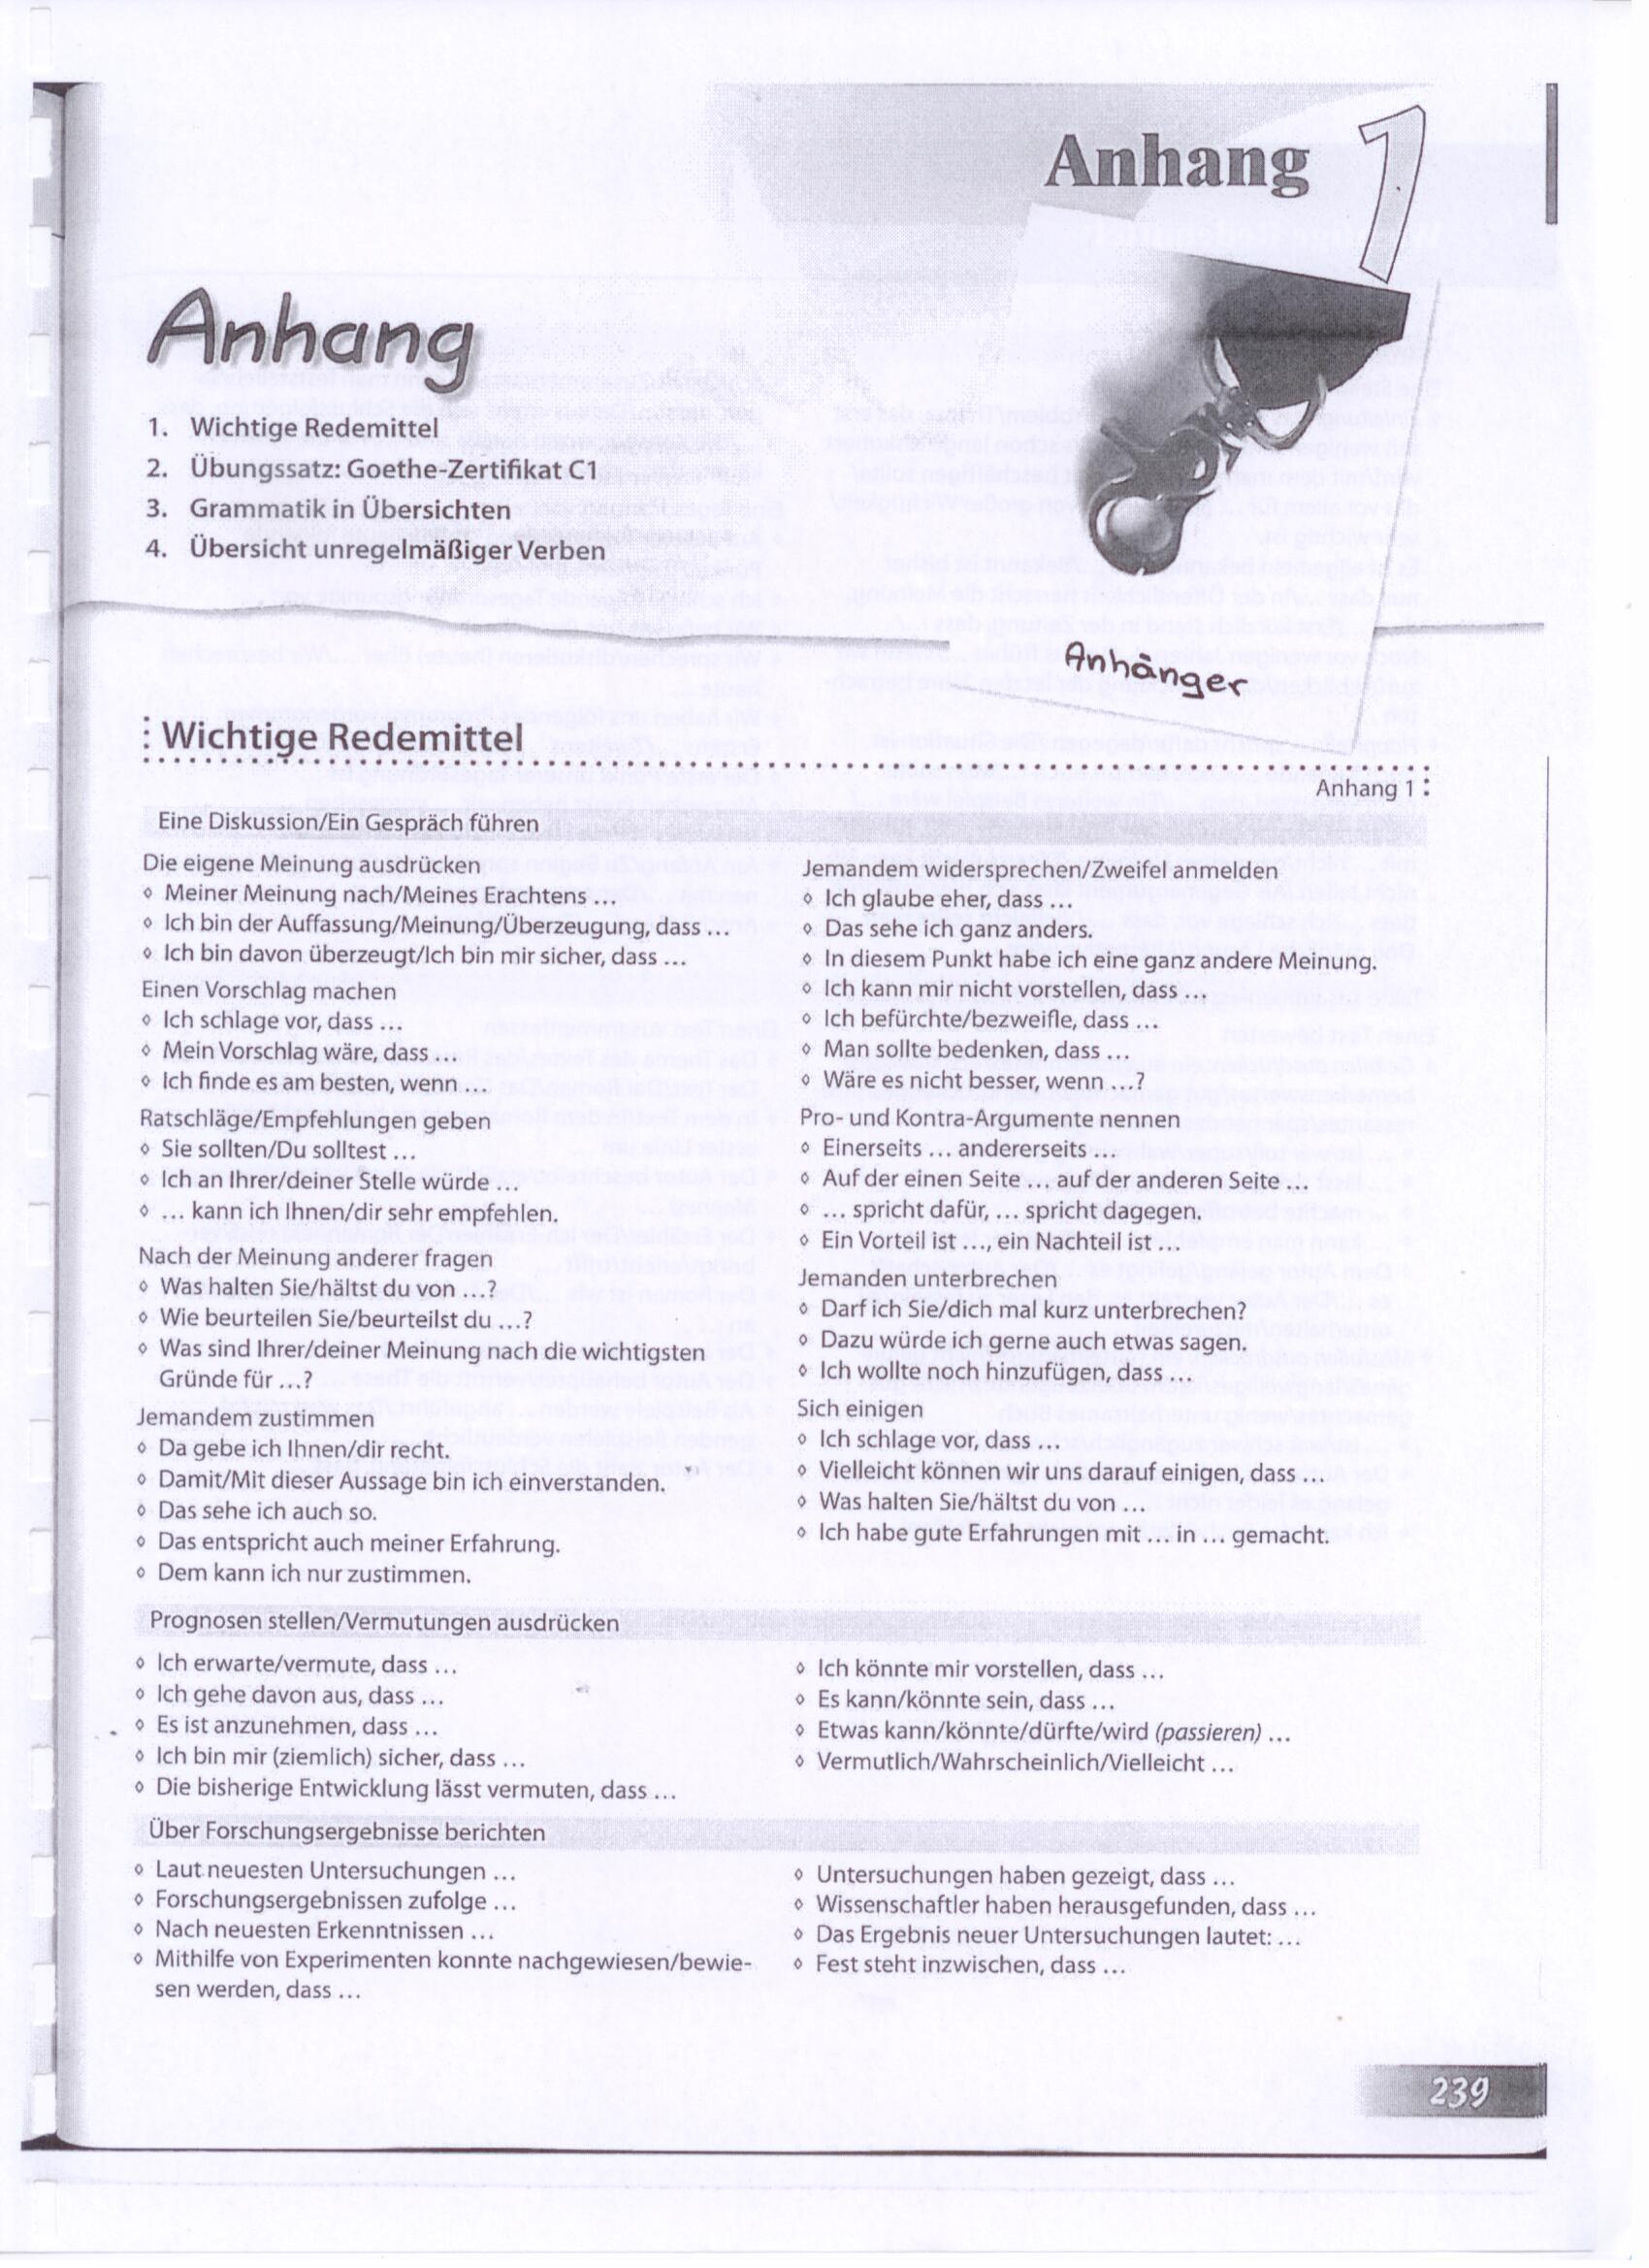 Anhang 1
Anhang
1. Wichtige Redemittel
2. Übungssatz: Goethe-Zertifikat C1
3. Grammatik in Übersichten
4. Übersicht unregelmäßiger Verben
Anhänger
Wichtige Redemittel
Anhang 1
Eine Diskussion/Ein Gespräch führen
Die eigene Meinung ausdrücken
◊ Meiner Meinung nach/Meines Erachtens ...
◊ Ich bin der Auffassung/Meinung/Überzeugung, dass ...
◊ Ich bin davon überzeugt/Ich bin mir sicher, dass ...
Einen Vorschlag machen
◊ Ich schlage vor, dass ...
◊ Mein Vorschlag wäre, dass ...
◊ Ich finde es am besten, wenn ...
Ratschläge/Empfehlungen geben
◊ Sie sollten/Du solltest ...
◊ Ich an Ihrer/deiner Stelle würde ...
◊ ... kann ich Ihnen/dir sehr empfehlen.
Nach der Meinung anderer fragen
◊ Was halten Sie/hältst du von ...?
◊ Wie beurteilen Sie/beurteilst du ...?
◊ Was sind Ihrer/deiner Meinung nach die wichtigsten
Gründe für ...?
Jemandem zustimmen
◊ Da gebe ich Ihnen/dir recht.
◊ Damit/Mit dieser Aussage bin ich einverstanden.
◊ Das sehe ich auch so.
◊ Das entspricht auch meiner Erfahrung.
◊ Dem kann ich nur zustimmen.
Jemandem widersprechen/Zweifel anmelden
◊ Ich glaube eher, dass ...
◊ Das sehe ich ganz anders.
◊ In diesem Punkt habe ich eine ganz andere Meinung.
◊ Ich kann mir nicht vorstellen, dass ...
◊ Ich befürchte/bezweifle, dass ...
◊ Man sollte bedenken, dass ...
◊ Wäre es nicht besser, wenn ...?
Pro- und Kontra-Argumente nennen
◊ Einerseits ... andererseits ...
◊ Auf der einen Seite ... auf der anderen Seite ...
◊ ... spricht dafür, ... spricht dagegen.
◊ Ein Vorteil ist ..., ein Nachteil ist ...
Jemanden unterbrechen
◊ Darf ich Sie/dich mal kurz unterbrechen?
◊ Dazu würde ich gerne auch etwas sagen.
◊ Ich wollte noch hinzufügen, dass ...
Sich einigen
◊ Ich schlage vor, dass ...
◊ Vielleicht können wir uns darauf einigen, dass ...
◊ Was halten Sie/hältst du von ...
◊ Ich habe gute Erfahrungen mit ... in ... gemacht.
Prognosen stellen/Vermutungen ausdrücken
◊ Ich erwarte/vermute, dass ...
◊ Ich gehe davon aus, dass ...
◊ Es ist anzunehmen, dass ...
◊ Ich bin mir (ziemlich) sicher, dass ...
◊ Die bisherige Entwicklung lässt vermuten, dass ...
◊ Ich könnte mir vorstellen, dass ...
◊ Es kann/könnte sein, dass ...
◊ Etwas kann/könnte/dürfte/wird (passieren) ...
◊ Vermutlich/Wahrscheinlich/Vielleicht ...
Über Forschungsergebnisse berichten
◊ Laut neuesten Untersuchungen ...
◊ Forschungsergebnissen zufolge ...
◊ Nach neuesten Erkenntnissen ...
◊ Mithilfe von Experimenten konnte nachgewiesen/bewie-
sen werden, dass ...
◊ Untersuchungen haben gezeigt, dass ...
◊ Wissenschaftler haben herausgefunden, dass ...
◊ Das Ergebnis neuer Untersuchungen lautet: ...
◊ Fest steht inzwischen, dass ...
239